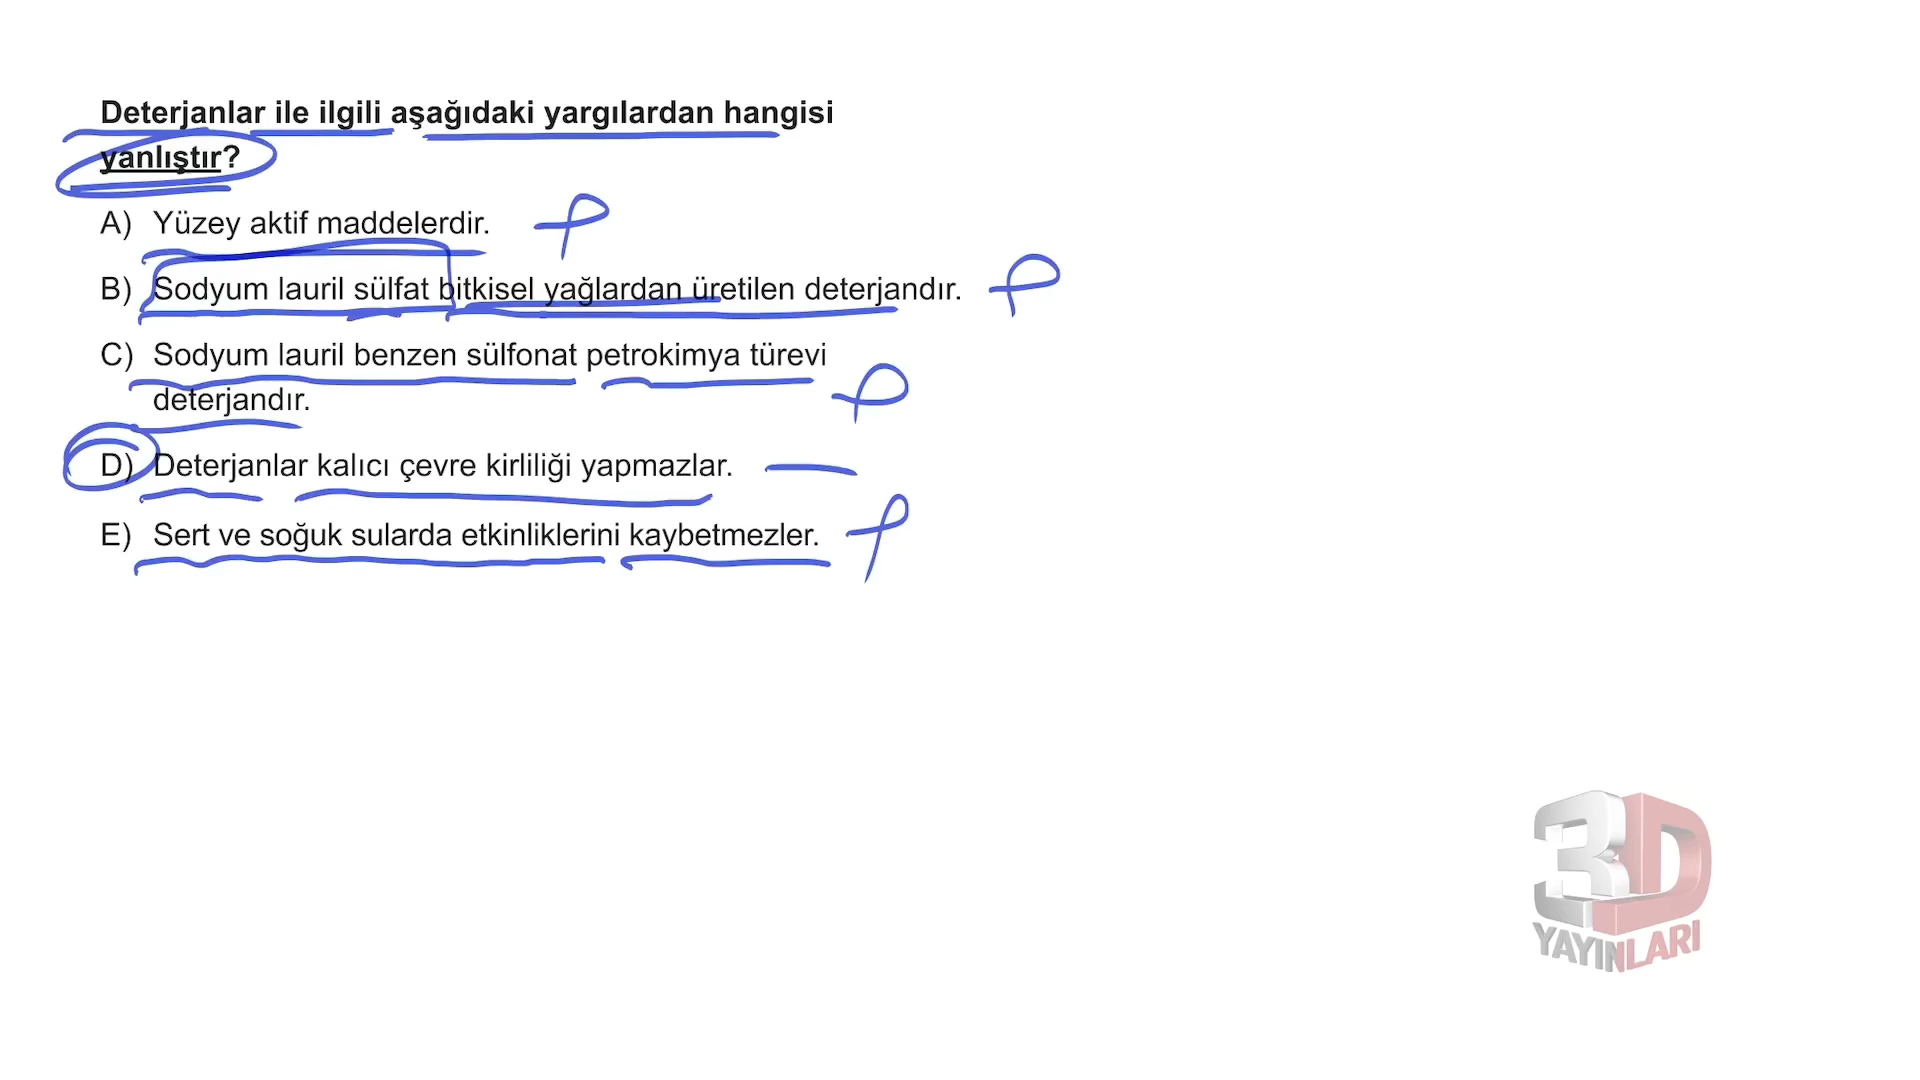 Deterjanlar ile ilgili aşağıdaki yargılardan hangisi
yanlıştır?
A) Yüzey aktif maddelerdir.
B) Sodyum lauril sülfat bitkisel yağlardan üretilen deterjandır.
C) Sodyum lauril benzen sülfonat petrokimya türevi
deterjandır.
D) Deterjanlar kalıcı çevre kirliliği yapmazlar.
E) Sert ve soğuk sularda etkinliklerini kaybetmezler.
3D
YAYINLARI